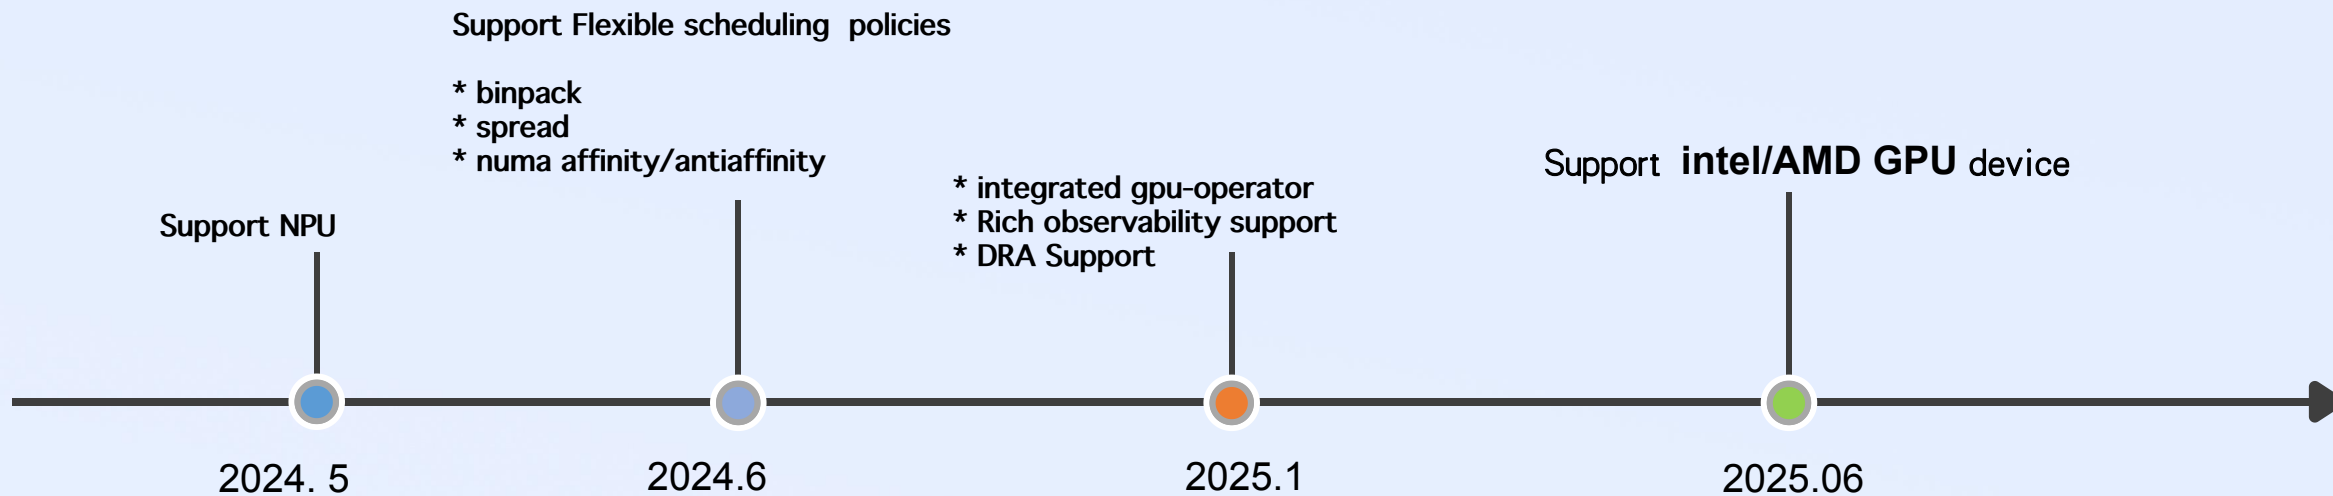 Support Flexible scheduling  policies
* binpack
* spread
* numa affinity/antiaffinity
Support NPU
* integrated gpu-operator
* Rich observability support
* DRA Support
Support intel/AMD GPU device
2024. 5
2024.6
2025.1
2025.06